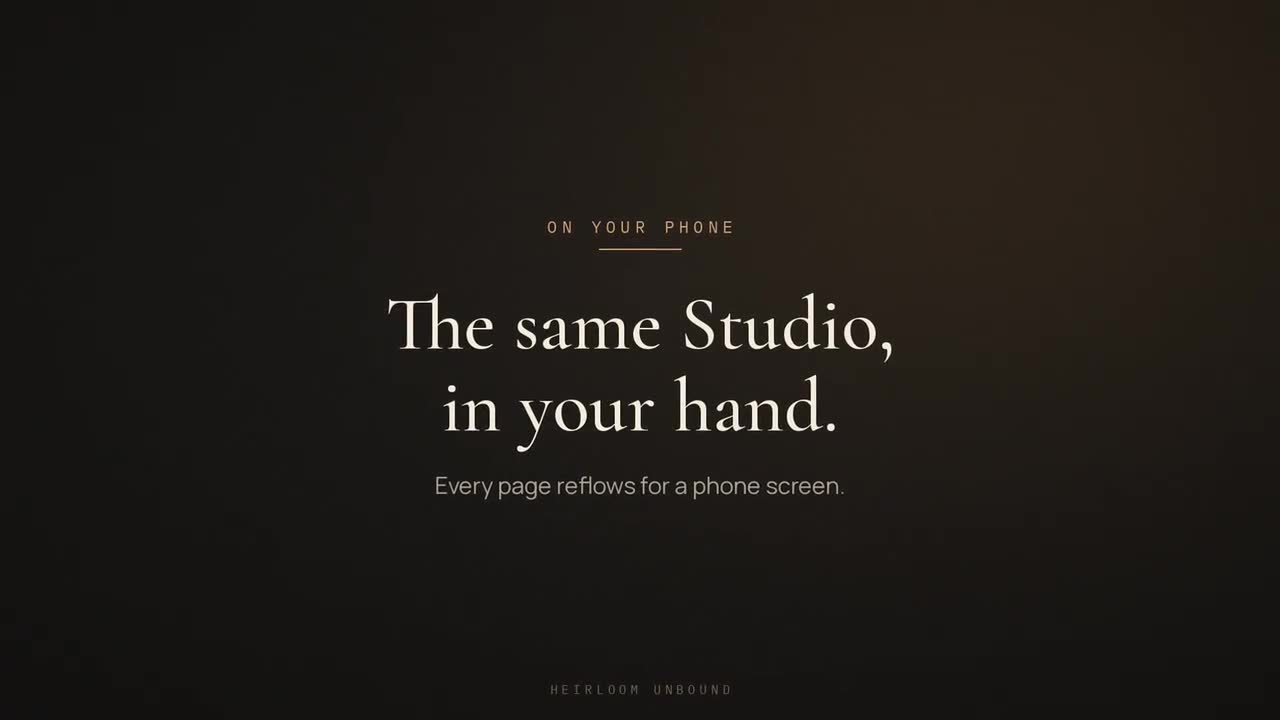 ON YOUR PHONE
The same Studio,
in your hand.
Every page reflows for a phone screen.
HEIRLOOM UNBOUND